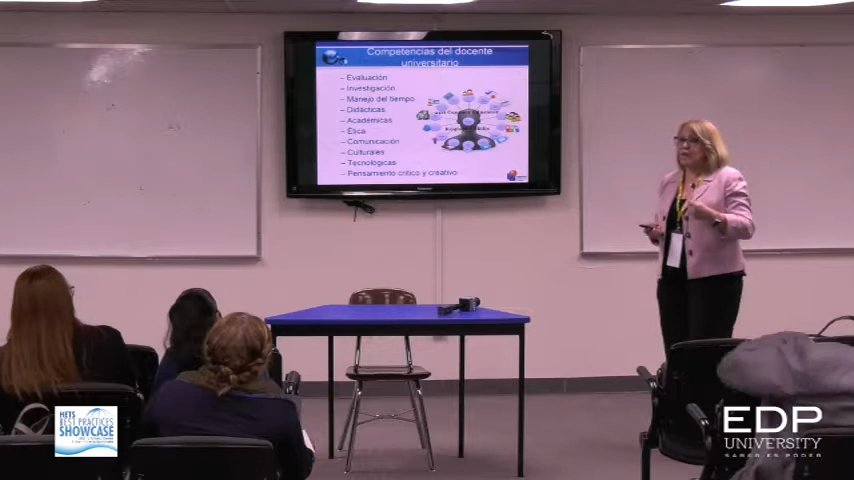 Competencias del docente
universitario
– Evaluación
– Investigación
– Manejo del tiempo
– Didácticas
– Académicas
– Ética
– Comunicación
– Culturales
– Tecnológicas
– Pensamiento crítico y creativo
HETS
BEST PRACTICES
SHOWCASE
EDP
UNIVERSITY
SABER ES PODER